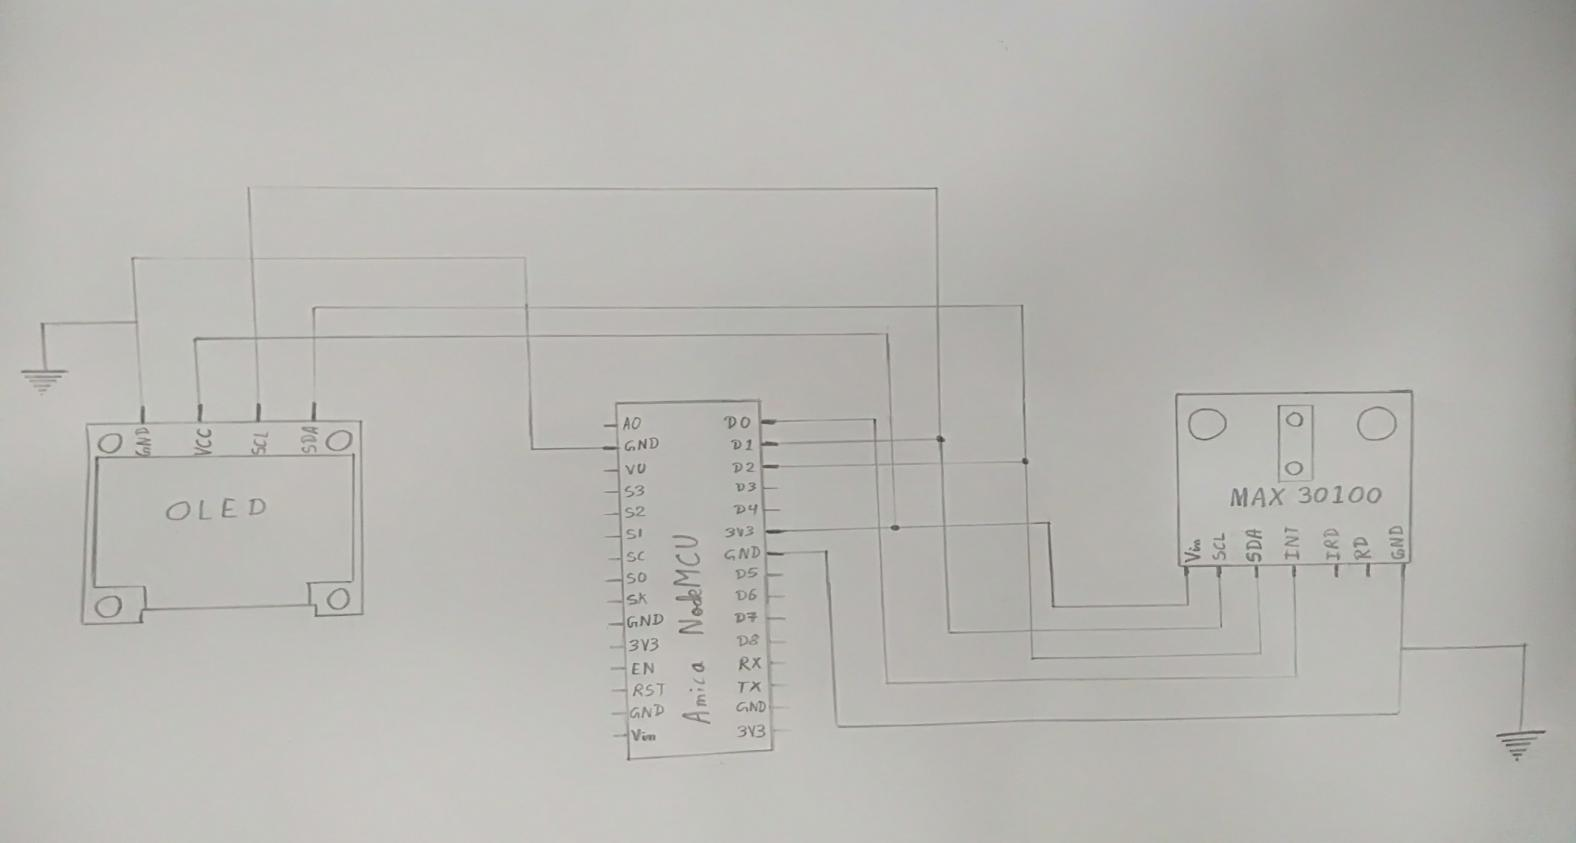 GND
VCC
SCL
SDA
OLED
A0
GND
VU
S3
S2
S1
SC
S0
SK
GND
3V3
EN
RST
GND
Vin
Amica NodeMCU
D0
D1
D2
D3
D4
3V3
GND
D5
D6
D7
D8
RX
TX
GND
3V3
MAX 30100
Vin
SCL
SDA
INT
IRD
RD
GND